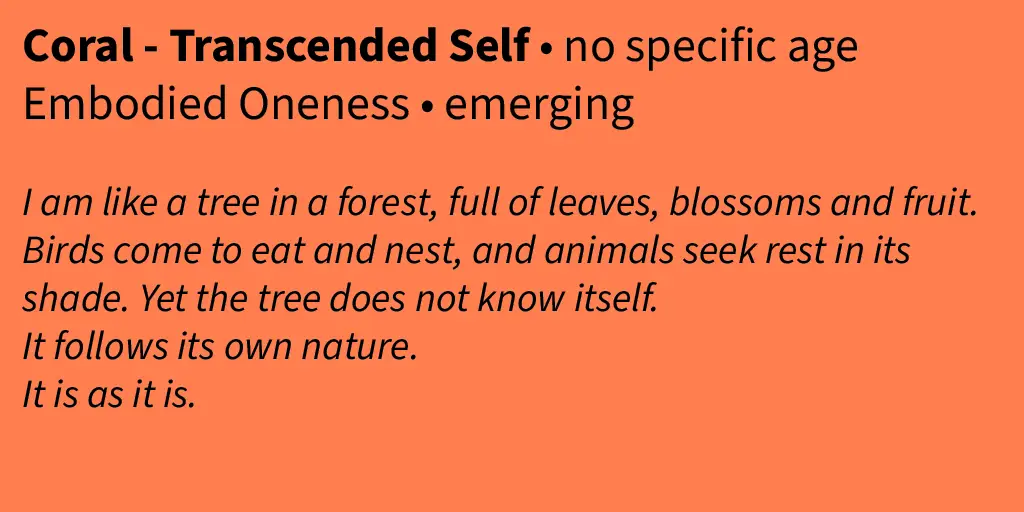 Coral - Transcended Self • no specific age
Embodied Oneness • emerging
I am like a tree in a forest, full of leaves, blossoms and fruit.
Birds come to eat and nest, and animals seek rest in its
shade. Yet the tree does not know itself.
It follows its own nature.
It is as it is.